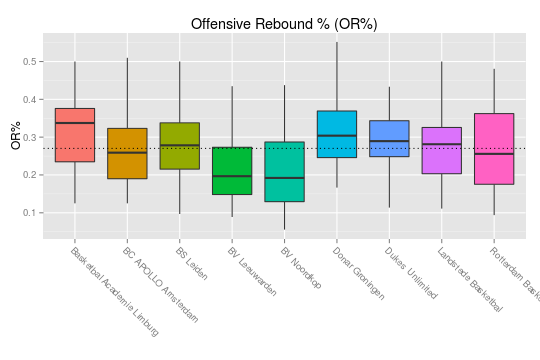 Offensive Rebound % (OR%)
OR%
0.5
0.4
0.3
0.2
0.1
Basketbal Academie Limburg
BC APOLLO Amsterdam
BS Leiden
BV Leeuwarden
BV Noordkop
Donar Groningen
Dukes Unlimited
Landstede Basketbal
Rotterdam